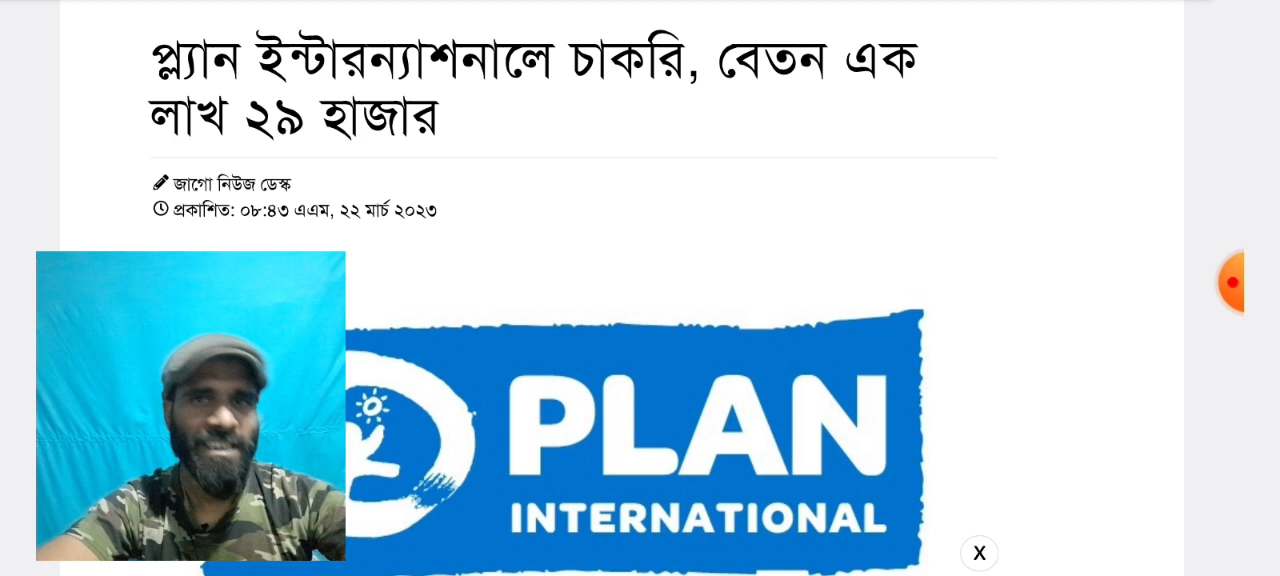 প্ল্যান ইন্টারন্যাশনালে চাকরি, বেতন এক
লাখ ২৯ হাজার
জাগো নিউজ ডেস্ক
প্রকাশিত: ০৮:৪৩ এএম, ২২ মার্চ ২০২৩
PLAN
INTERNATIONAL
X